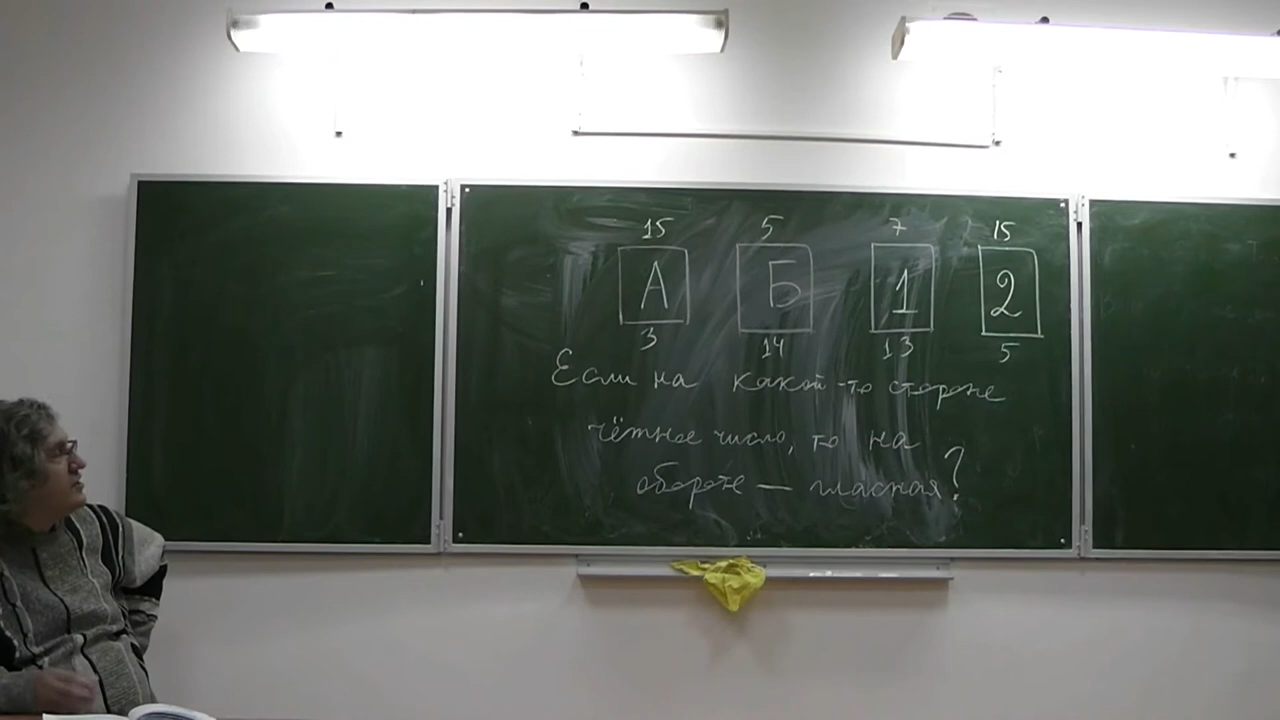 15 5 7 15
А Б 1 2
3 14 13 5
Если на какой-то стороне
чётное число, то на
обороте — гласная?